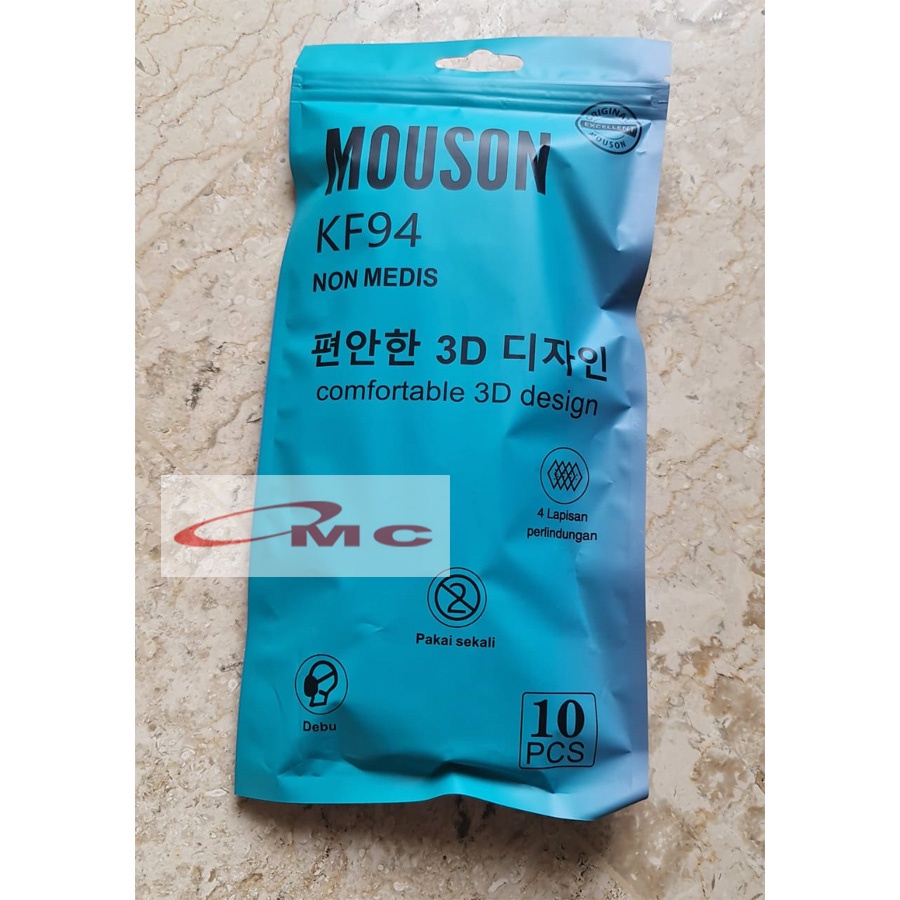 MOUSON
ORIGINAL
EXCELLENT
MOUSON
KF94
NON MEDIS
편안한 3D 디자인
comfortable 3D design
4 Lapisan
perlindungan
MC
2
Pakai sekali
Debu
10
PCS